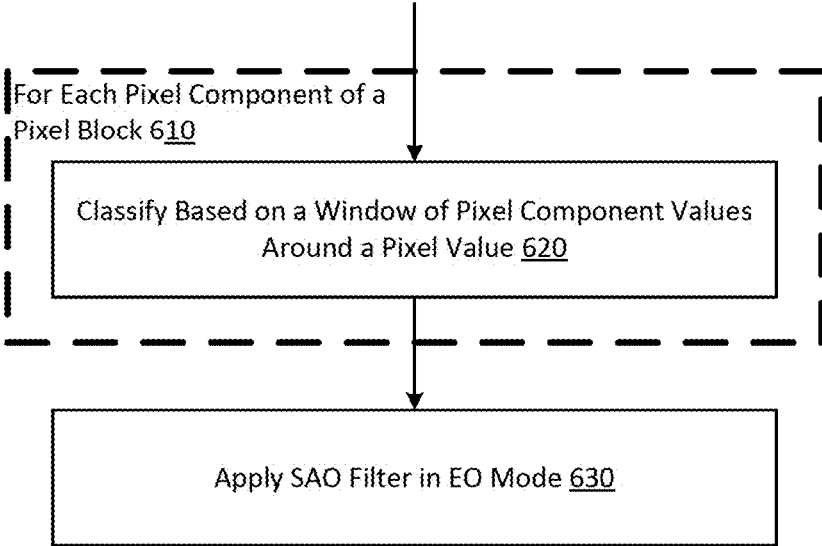 For Each Pixel Component of a
Pixel Block 610
Classify Based on a Window of Pixel Component Values
Around a Pixel Value 620
Apply SAO Filter in EO Mode 630